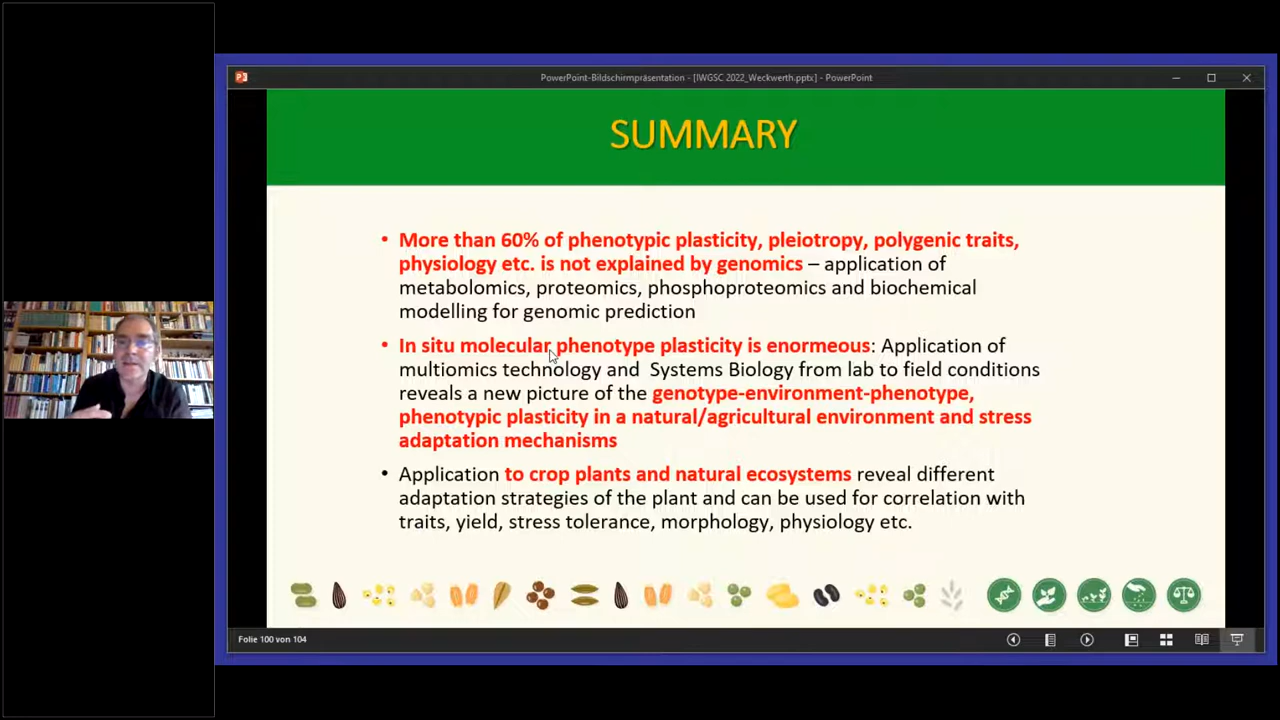 PowerPoint-Bildschirmpräsentation - [IWGSC 2022_Weckwerth.pptx] - PowerPoint
SUMMARY
• More than 60% of phenotypic plasticity, pleiotropy, polygenic traits,
physiology etc. is not explained by genomics – application of
metabolomics, proteomics, phosphoproteomics and biochemical
modelling for genomic prediction
• In situ molecular phenotype plasticity is enormeous: Application of
multiomics technology and Systems Biology from lab to field conditions
reveals a new picture of the genotype-environment-phenotype,
phenotypic plasticity in a natural/agricultural environment and stress
adaptation mechanisms
• Application to crop plants and natural ecosystems reveal different
adaptation strategies of the plant and can be used for correlation with
traits, yield, stress tolerance, morphology, physiology etc.
Folie 100 von 104